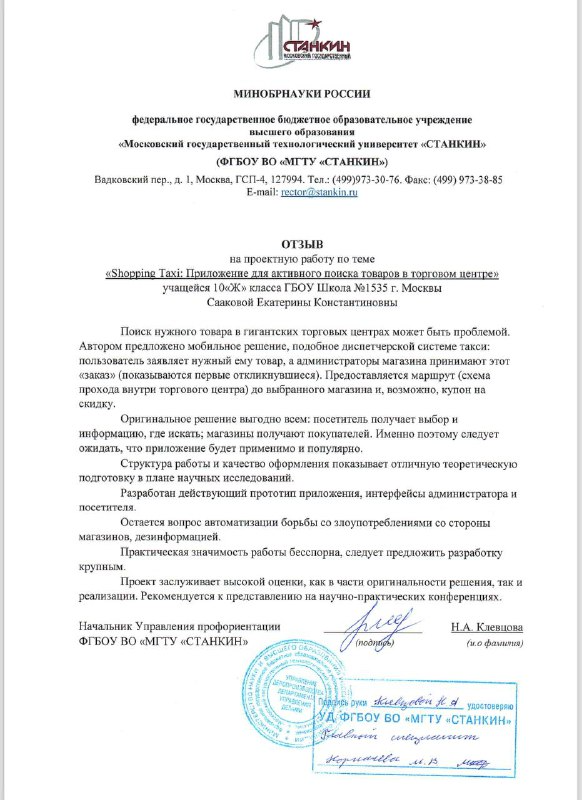 СТАНКИН
МОСКОВСКИЙ ГОСУДАРСТВЕННЫЙ
МИНОБРНАУКИ РОССИИ
федеральное государственное бюджетное образовательное учреждение
высшего образования
«Московский государственный технологический университет «СТАНКИН»
(ФГБОУ ВО «МГТУ «СТАНКИН»)
Вадковский пер., д. 1, Москва, ГСП-4, 127994. Тел.: (499)973-30-76. Факс: (499) 973-38-85
E-mail: rector@stankin.ru
ОТЗЫВ
на проектную работу по теме
«Shopping Taxi: Приложение для активного поиска товаров в торговом центре»
учащейся 10«Ж» класса ГБОУ Школа №1535 г. Москвы
Сааковой Екатерины Константиновны
Поиск нужного товара в гигантских торговых центрах может быть проблемой.
Автором предложено мобильное решение, подобное диспетчерской системе такси:
пользователь заявляет нужный ему товар, а администраторы магазина принимают этот
«заказ» (показываются первые откликнувшиеся). Предоставляется маршрут (схема
прохода внутри торгового центра) до выбранного магазина и, возможно, купон на
скидку.
Оригинальное решение выгодно всем: посетитель получает выбор и
информацию, где искать; магазины получают покупателей. Именно поэтому следует
ожидать, что приложение будет применимо и популярно.
Структура работы и качество оформления показывает отличную теоретическую
подготовку в плане научных исследований.
Разработан действующий прототип приложения, интерфейсы администратора и
посетителя.
Остается вопрос автоматизации борьбы со злоупотреблениями со стороны
магазинов, дезинформацией.
Практическая значимость работы бесспорна, следует предложить разработку
крупным.
Проект заслуживает высокой оценки, как в части оригинальности решения, так и
реализации. Рекомендуется к представлению на научно-практических конференциях.
Начальник Управления профориентации
ФГБОУ ВО «МГТУ «СТАНКИН»
(подпись)
Н.А. Клевцова
(и.о фамилия)
УПРАВЛЕНИЕ
ДЕЛОПРОИЗВОДСТВА
ДЕПАРТАМЕНТА
УПРАВЛЕНИЯ
ДЕЛАМИ
Подпись руки Клевцовой Н А удостоверяю
УД ФГБОУ ВО «МГТУ «СТАНКИН»
Главный специалист
М.В